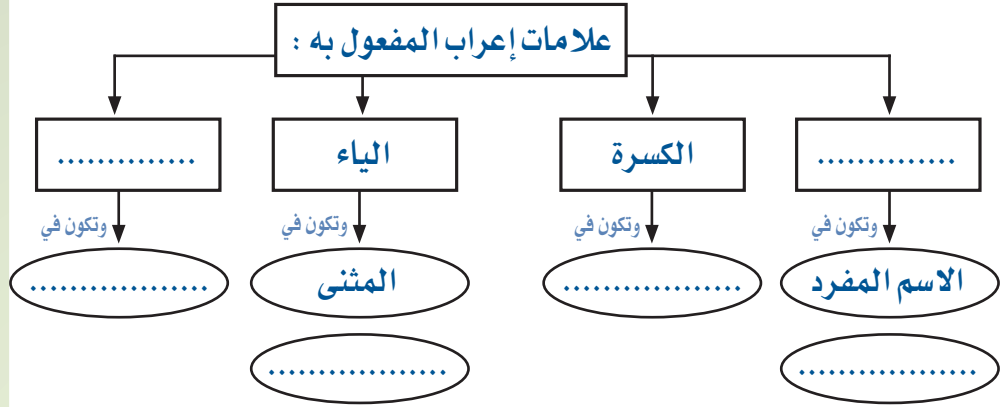 علامات إعراب المفعول به :
..............
الكسرة
الياء
..............
وتكون في
وتكون في
وتكون في
وتكون في
الاسم المفرد
.................
المثنى
.................
.................
.................